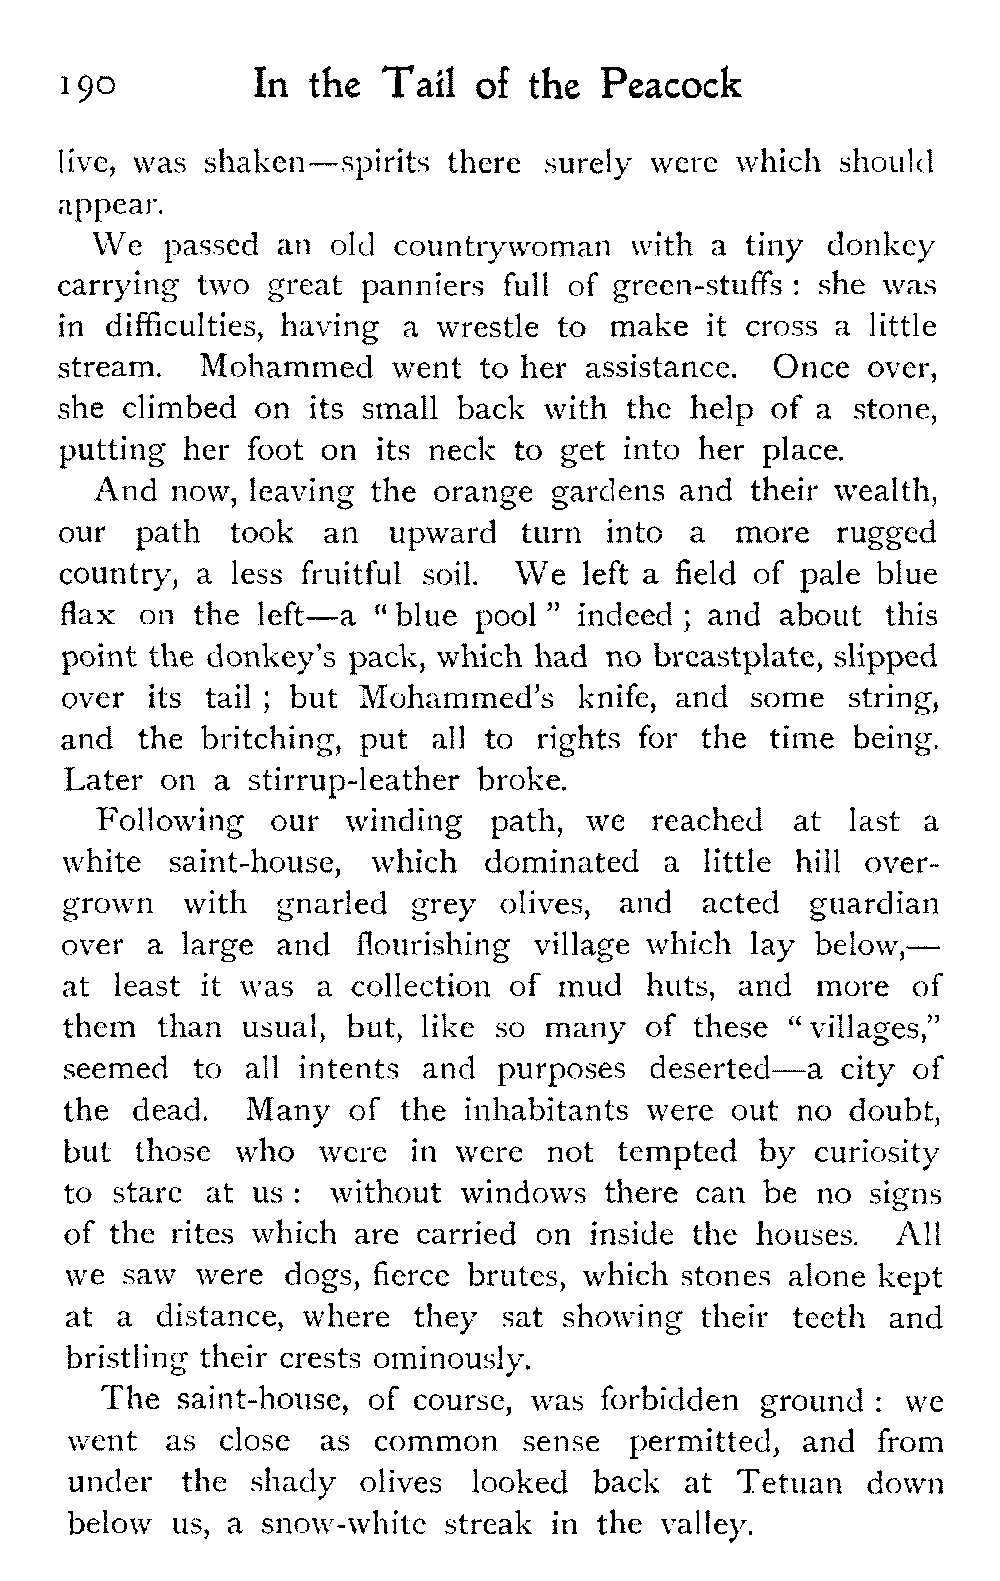 190 In the Tail of the Peacock
live, was shaken—spirits there surely were which should
appear.
We passed an old countrywoman with a tiny donkey
carrying two great panniers full of green-stuffs : she was
in difficulties, having a wrestle to make it cross a little
stream. Mohammed went to her assistance. Once over,
she climbed on its small back with the help of a stone,
putting her foot on its neck to get into her place.
And now, leaving the orange gardens and their wealth,
our path took an upward turn into a more rugged
country, a less fruitful soil. We left a field of pale blue
flax on the left—a “ blue pool ” indeed ; and about this
point the donkey’s pack, which had no breastplate, slipped
over its tail ; but Mohammed’s knife, and some string,
and the britching, put all to rights for the time being.
Later on a stirrup-leather broke.
Following our winding path, we reached at last a
white saint-house, which dominated a little hill over-
grown with gnarled grey olives, and acted guardian
over a large and flourishing village which lay below,—
at least it was a collection of mud huts, and more of
them than usual, but, like so many of these “ villages,”
seemed to all intents and purposes deserted—a city of
the dead. Many of the inhabitants were out no doubt,
but those who were in were not tempted by curiosity
to stare at us : without windows there can be no signs
of the rites which are carried on inside the houses. All
we saw were dogs, fierce brutes, which stones alone kept
at a distance, where they sat showing their teeth and
bristling their crests ominously.
The saint-house, of course, was forbidden ground : we
went as close as common sense permitted, and from
under the shady olives looked back at Tetuan down
below us, a snow-white streak in the valley.